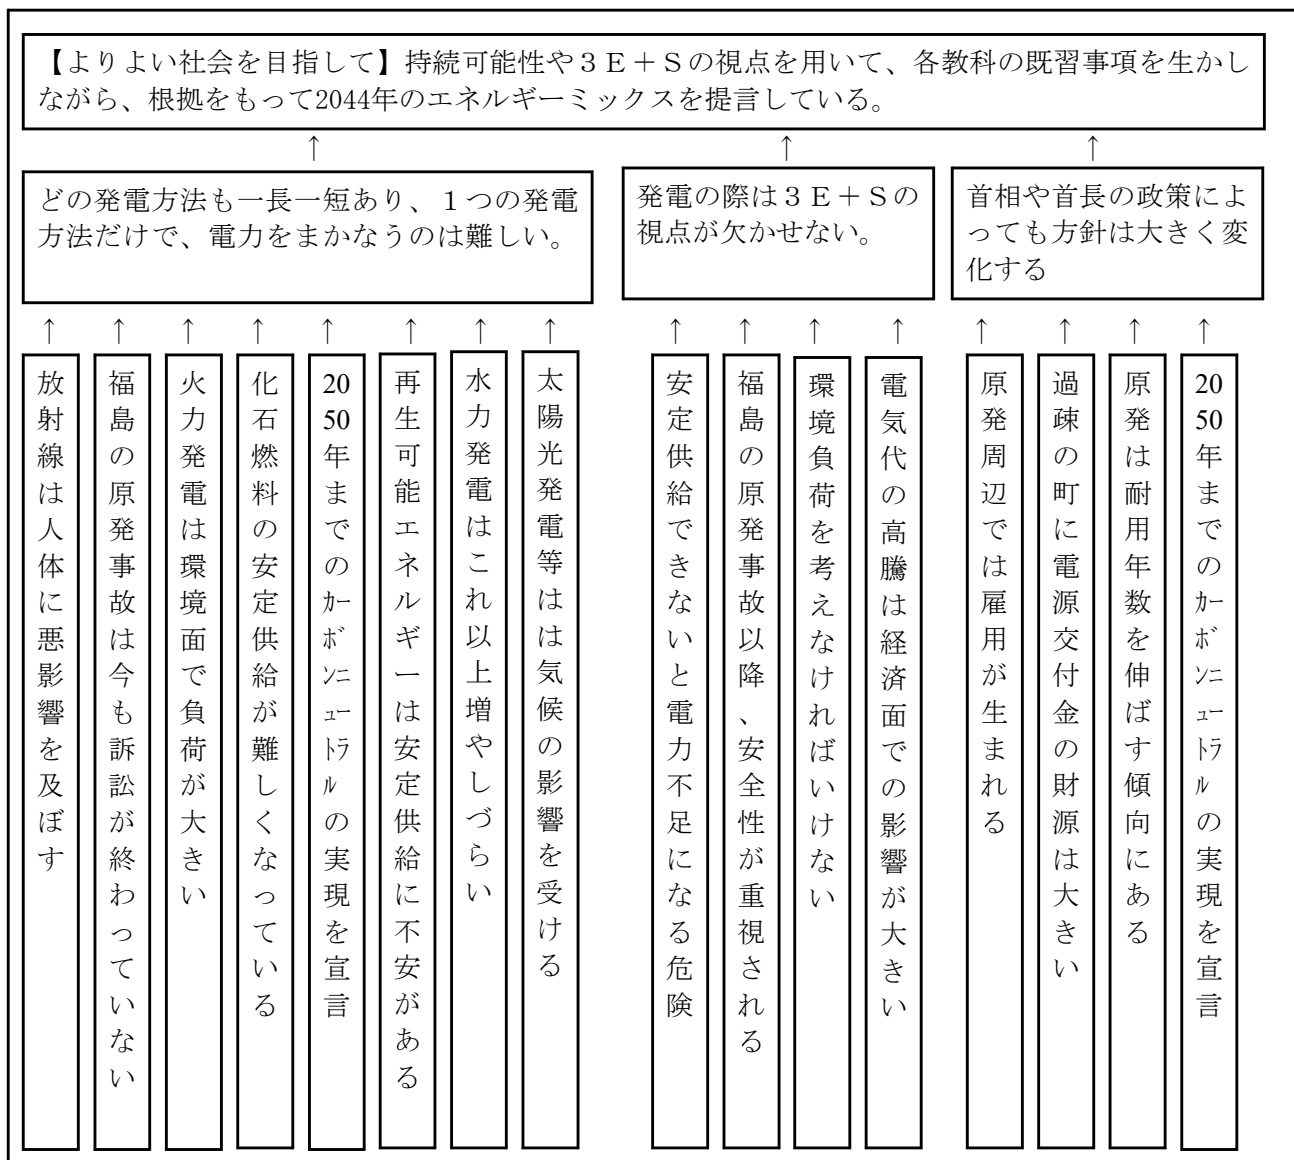 【よりよい社会を目指して】持続可能性や３Ｅ＋Ｓの視点を用いて、各教科の既習事項を生かし
ながら、根拠をもって2044年のエネルギーミックスを提言している。
↑ ↑ ↑
どの発電方法も一長一短あり、１つの発電
方法だけで、電力をまかなうのは難しい。
発電の際は３Ｅ＋Ｓの
視点が欠かせない。
首相や首長の政策によ
っても方針は大きく変
化する
↑ ↑ ↑ ↑ ↑ ↑ ↑ ↑ ↑ ↑ ↑ ↑ ↑ ↑ ↑ ↑
放射線は人体に悪影響を及ぼす
福島の原発事故は今も訴訟が終わっていない
火力発電は環境面で負荷が大きい
化石燃料の安定供給が難しくなっている
2050年までのカーボンニュートラルの実現を宣言
再生可能エネルギーは安定供給に不安がある
水力発電はこれ以上増やしづらい
太陽光発電等はは気候の影響を受ける
安定供給できないと電力不足になる危険
福島の原発事故以降、安全性が重視される
環境負荷を考えなければいけない
電気代の高騰は経済面での影響が大きい
原発周辺では雇用が生まれる
過疎の町に電源交付金の財源は大きい
原発は耐用年数を伸ばす傾向にある
2050年までのカーボンニュートラルの実現を宣言